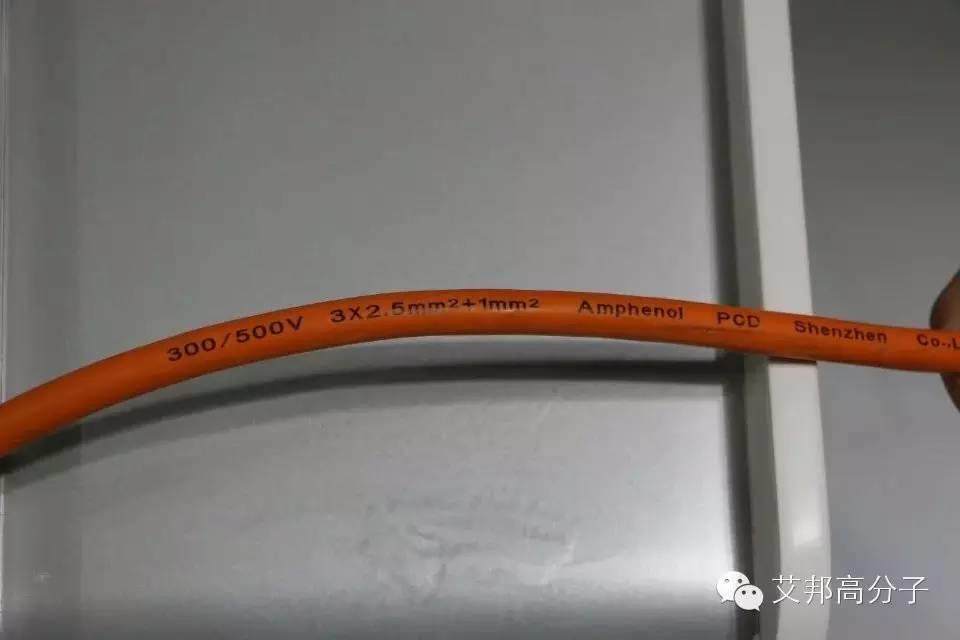 300/500V 3X2.5mm²+1mm² Amphenol PCD Shenzhen Co.,L
艾邦高分子